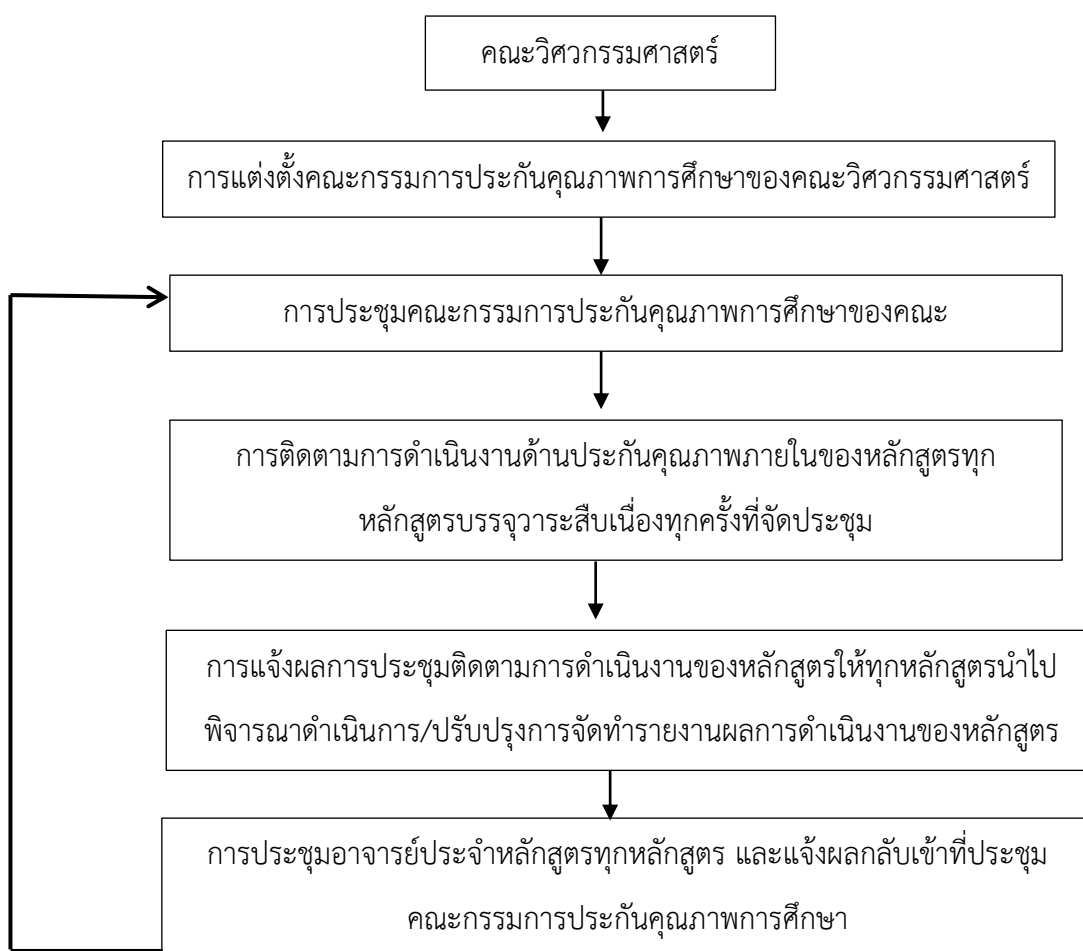 คณะวิศวกรรมศาสตร์
การแต่งตั้งคณะกรรมการประกันคุณภาพการศึกษาของคณะวิศวกรรมศาสตร์
การประชุมคณะกรรมการประกันคุณภาพการศึกษาของคณะ
การติดตามการดำเนินงานด้านประกันคุณภาพภายในของหลักสูตรทุก
หลักสูตรบรรจุวาระสืบเนื่องทุกครั้งที่จัดประชุม
การแจ้งผลการประชุมติดตามการดำเนินงานของหลักสูตรให้ทุกหลักสูตรนำไป
พิจารณาดำเนินการ/ปรับปรุงการจัดทำรายงานผลการดำเนินงานของหลักสูตร
การประชุมอาจารย์ประจำหลักสูตรทุกหลักสูตร และแจ้งผลกลับเข้าที่ประชุม
คณะกรรมการประกันคุณภาพการศึกษา